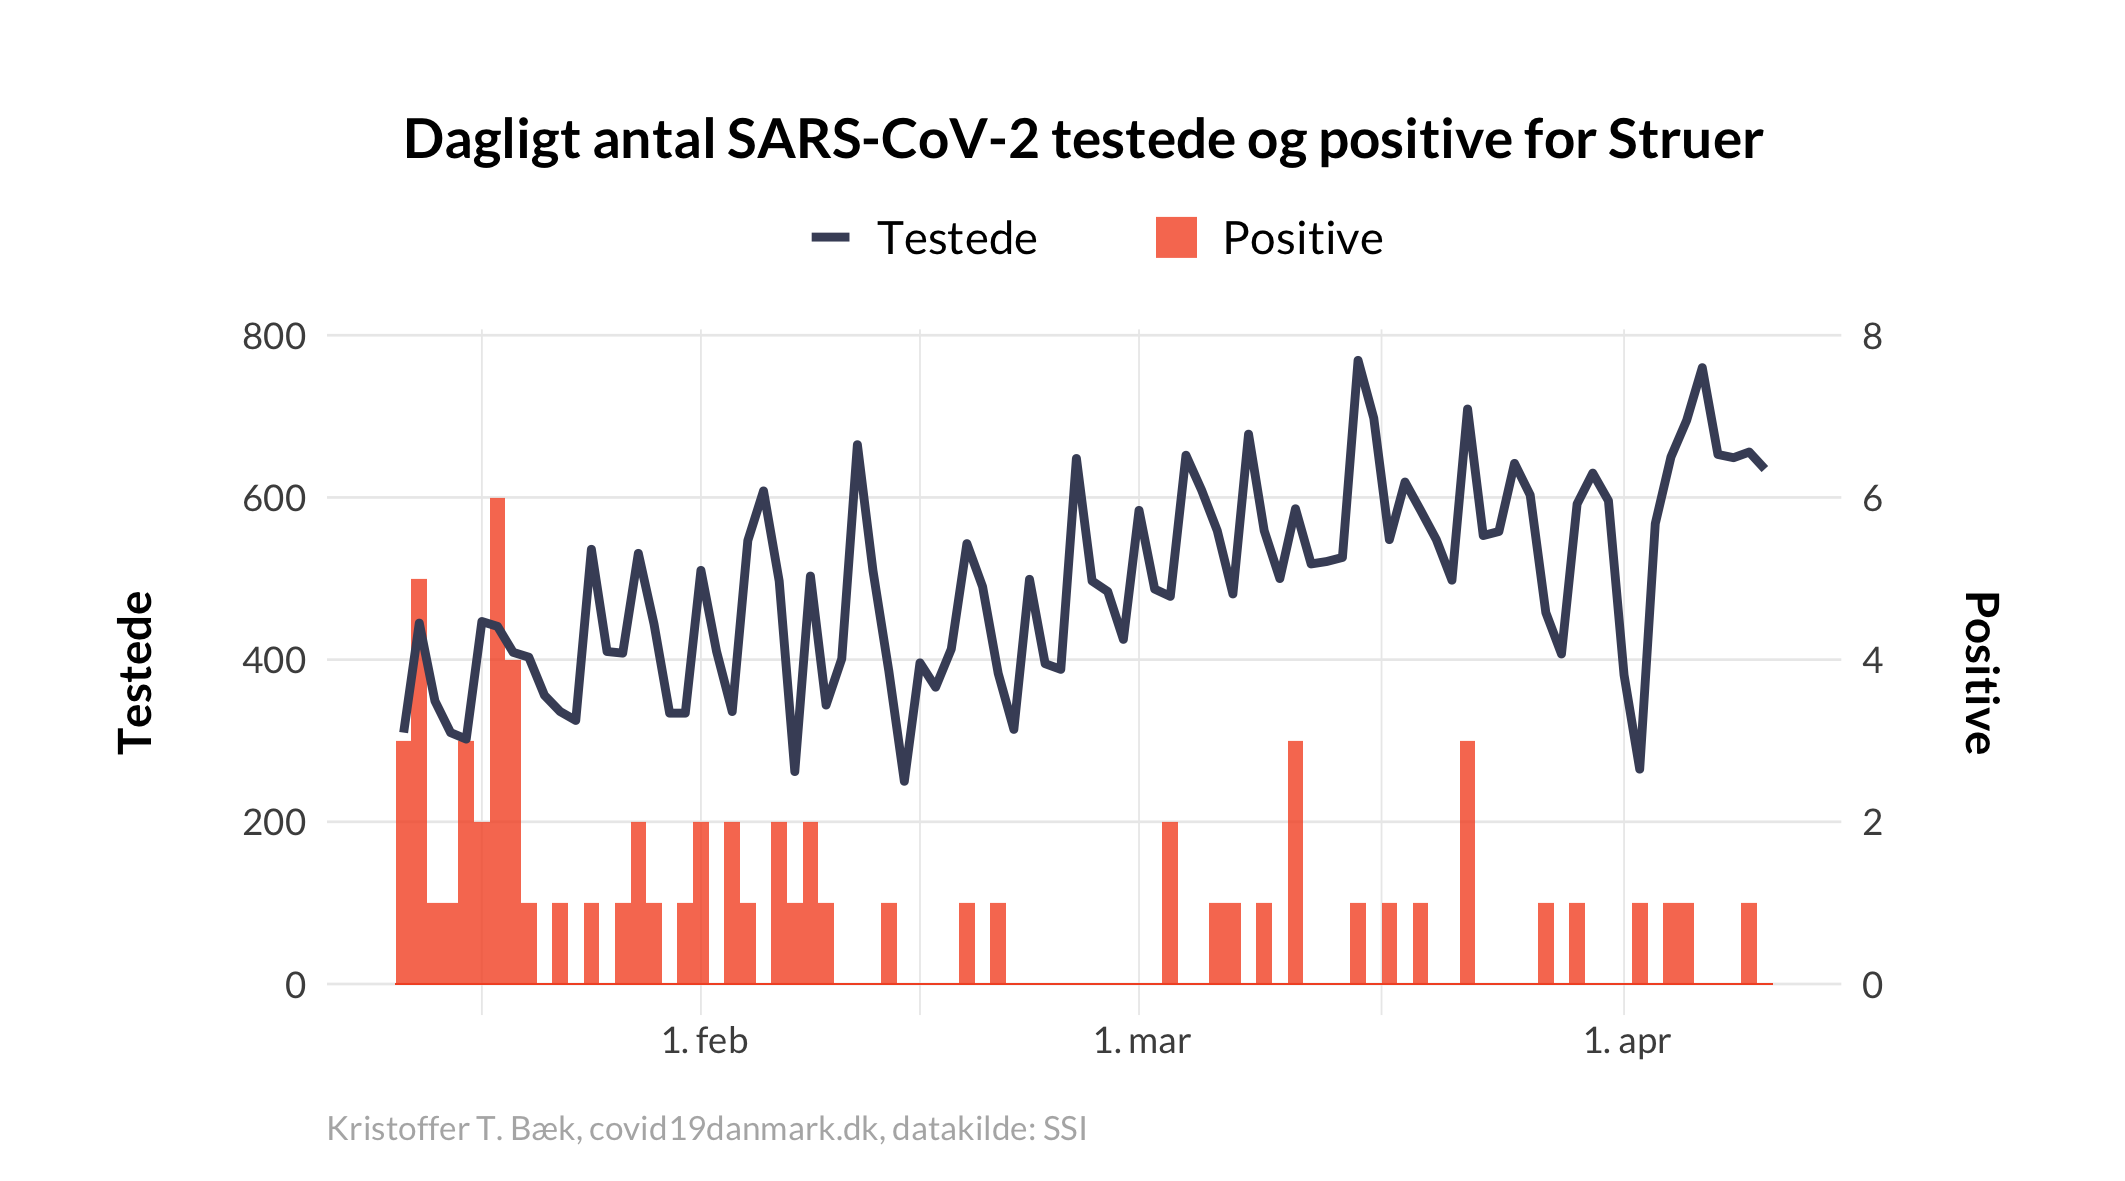 Dagligt antal SARS-CoV-2 testede og positive for Struer
Testede Positive
800 8
600 6
400 4
200 2
0 0
Testede
Positive
1. feb 1. mar 1. apr
Kristoffer T. Bæk, covid19danmark.dk, datakilde: SSI